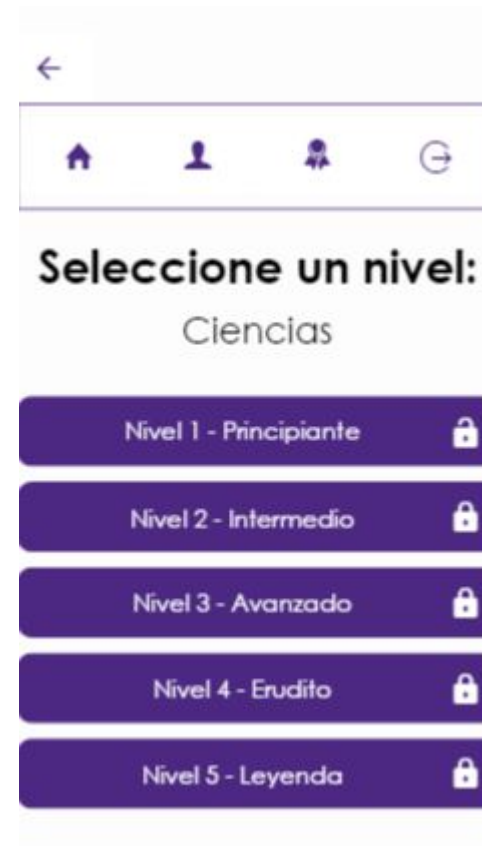 Seleccione un nivel:
Ciencias
Nivel 1 - Principiante
Nivel 2 - Intermedio
Nivel 3 - Avanzado
Nivel 4 - Erudito
Nivel 5 - Leyenda